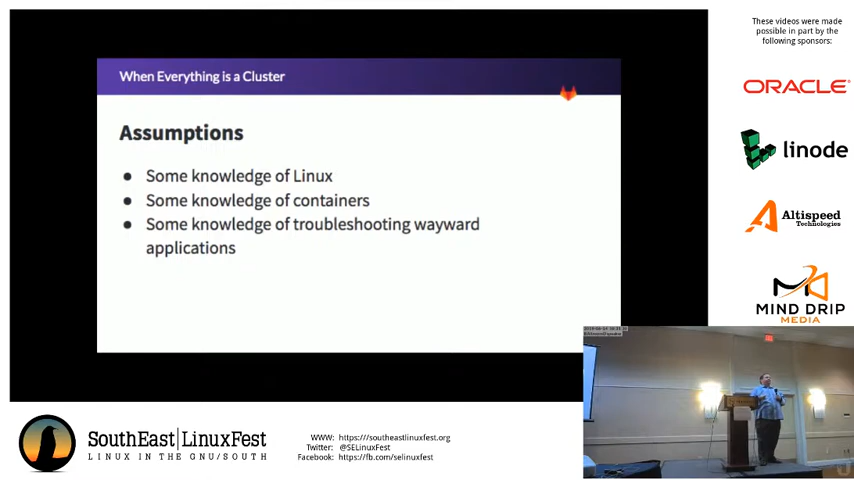 Twitter: @SELinuxFest
When Everything is a Cluster
Assumptions
● Some knowledge of Linux
● Some knowledge of containers
● Some knowledge of troubleshooting wayward
applications
These videos were made
possible in part by the
following sponsors:
ORACLE
linode
Altispeed
Technologies
MIND DRIP
MEDIA
SouthEast|LinuxFest
LINUX IN THE GNU/SOUTH
WWW: https://southeastlinuxfest.org
Twitter: @SELinuxFest
Facebook: https://fb.com/selinuxfest